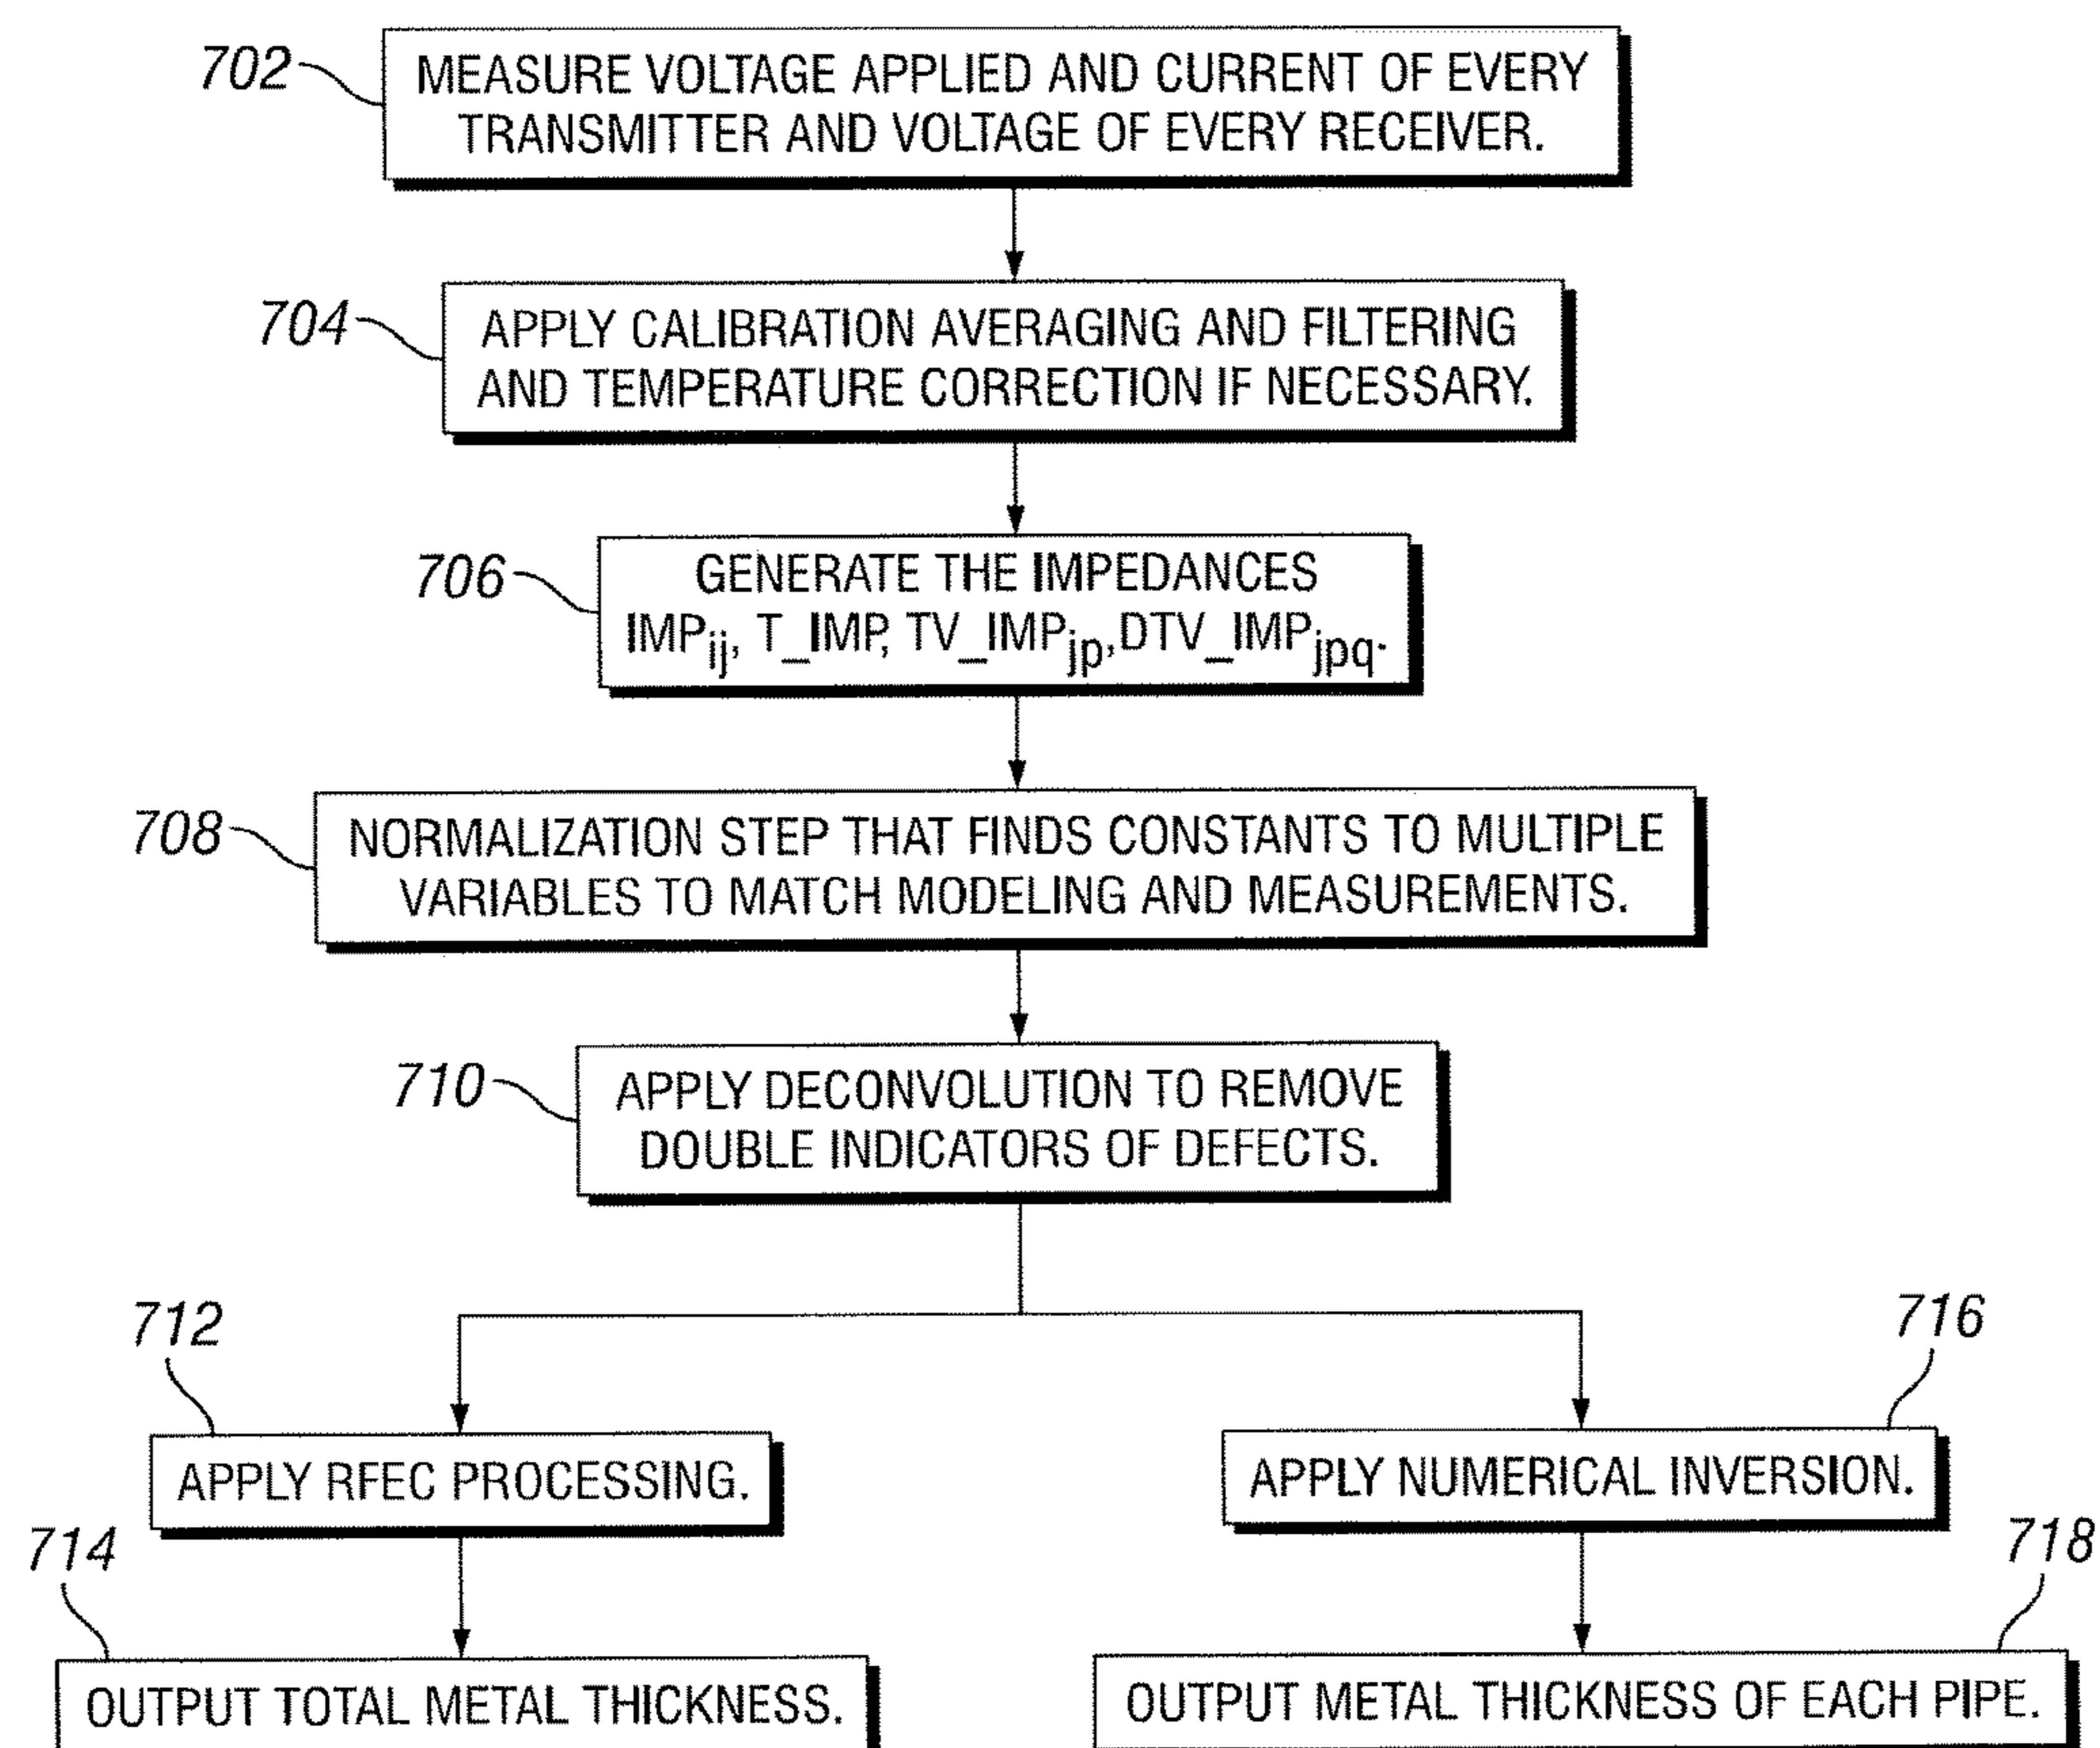 702
MEASURE VOLTAGE APPLIED AND CURRENT OF EVERY
TRANSMITTER AND VOLTAGE OF EVERY RECEIVER.
704
APPLY CALIBRATION AVERAGING AND FILTERING
AND TEMPERATURE CORRECTION IF NECESSARY.
706
GENERATE THE IMPEDANCES
IMPij, T_IMP, TV_IMPjp, DTV_IMPjpq.
708
NORMALIZATION STEP THAT FINDS CONSTANTS TO MULTIPLE
VARIABLES TO MATCH MODELING AND MEASUREMENTS.
710
APPLY DECONVOLUTION TO REMOVE
DOUBLE INDICATORS OF DEFECTS.
712
APPLY RFEC PROCESSING.
714
OUTPUT TOTAL METAL THICKNESS.
716
APPLY NUMERICAL INVERSION.
718
OUTPUT METAL THICKNESS OF EACH PIPE.